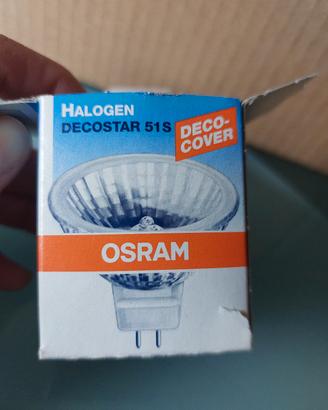 HALOGEN
DECOSTAR 51S
DECO-
COVER
OSRAM